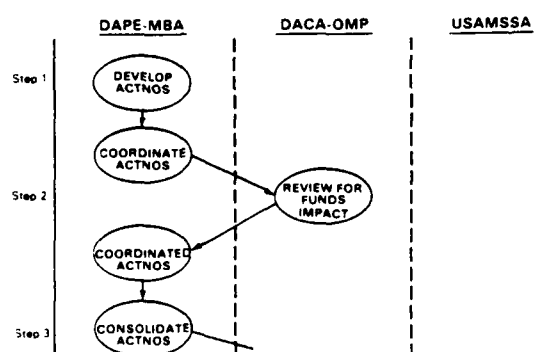 DAPE-MBA DACA-OMP USAMSSA
Step 1
DEVELOP
ACTNOS
COORDINATE
ACTNOS
Step 2
REVIEW FOR
FUNDS
IMPACT
COORDINATED
ACTNOS
Step 3
CONSOLIDATE
ACTNOS